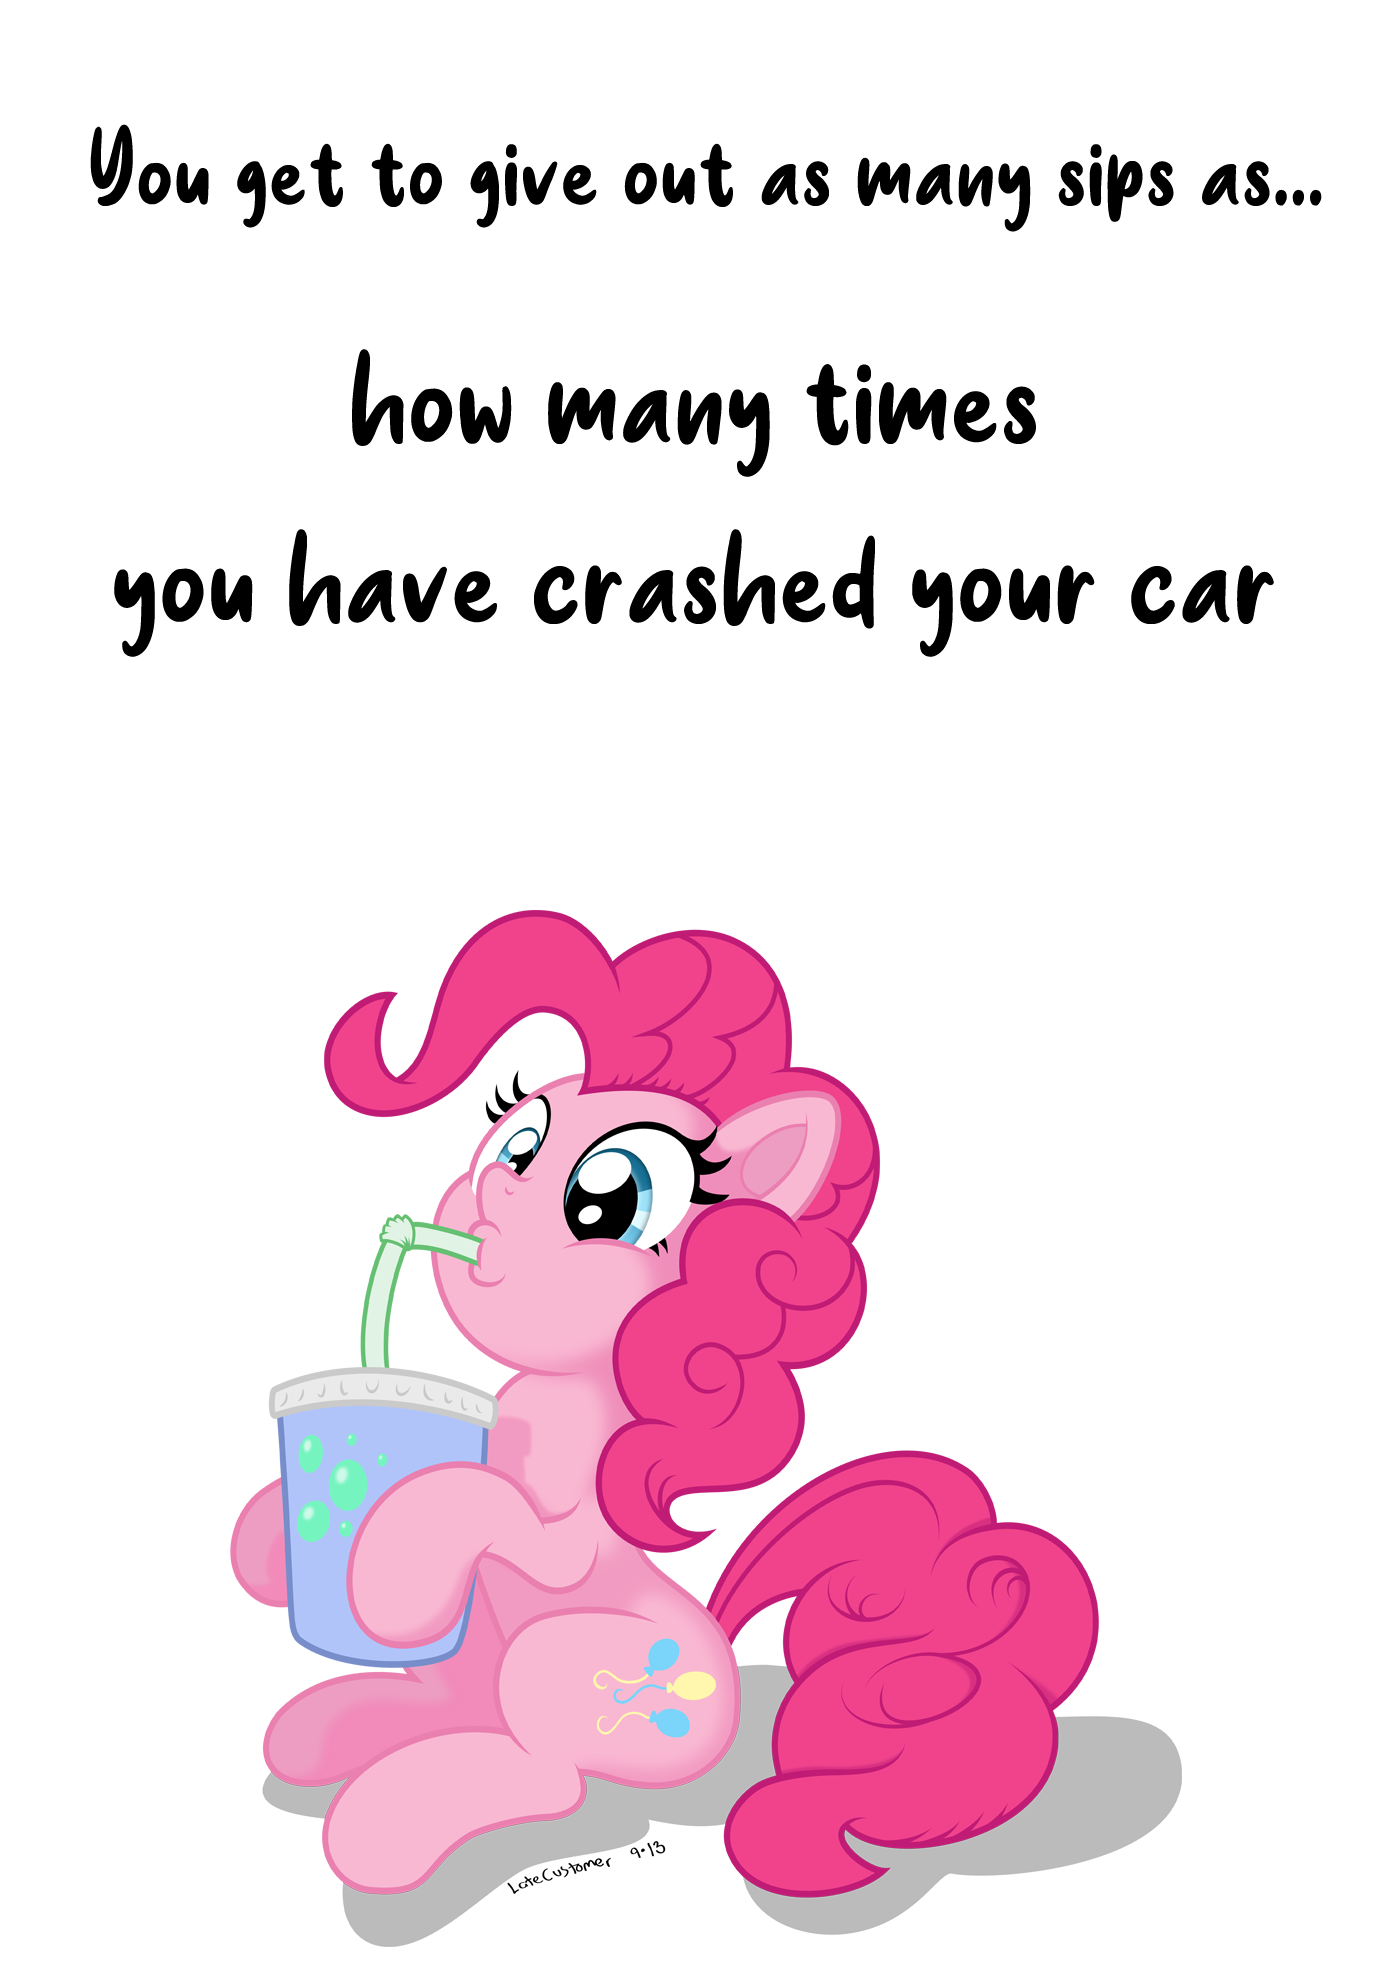 You get to give out as many sips as...
how many times
you have crashed your car
LateCustomer 9•13